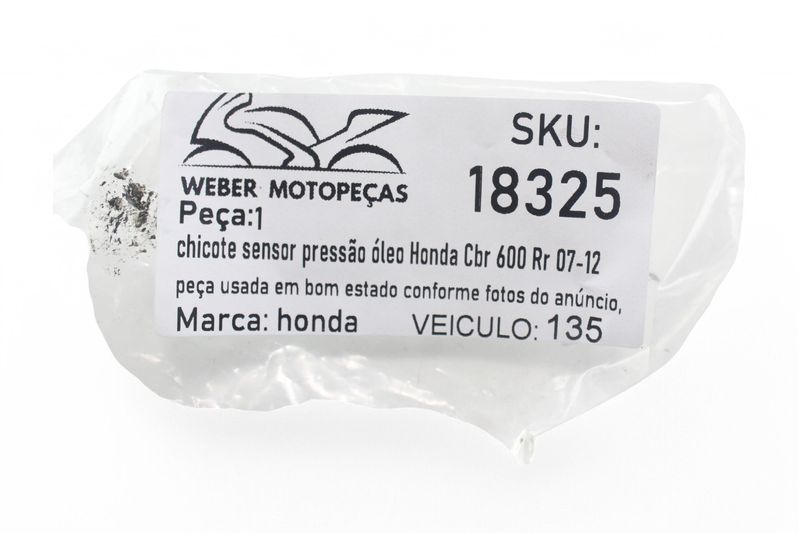 SKU:
18325
WEBER MOTOPEÇAS
Peça:1
chicote sensor pressão óleo Honda Cbr 600 Rr 07-12
peça usada em bom estado conforme fotos do anúncio,
Marca: honda VEICULO: 135